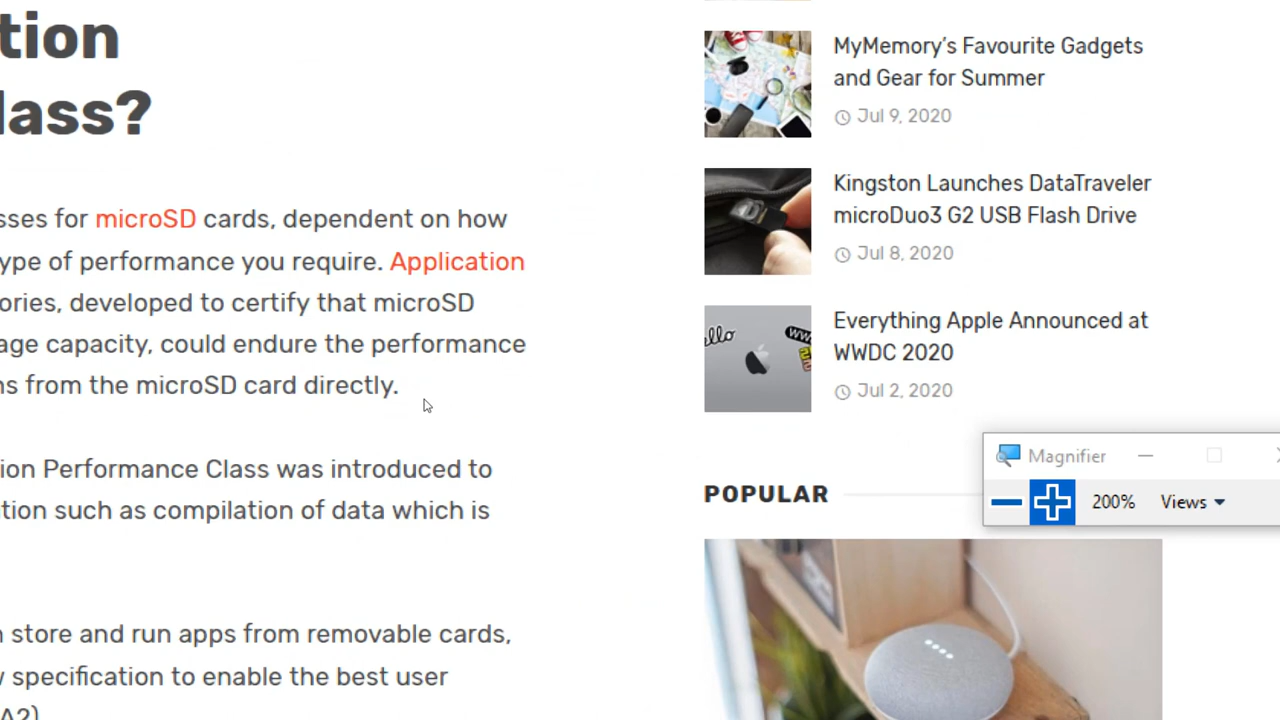 tion
lass?
sses for microSD cards, dependent on how
ype of performance you require. Application
ories, developed to certify that microSD
age capacity, could endure the performance
ns from the microSD card directly.
ion Performance Class was introduced to
tion such as compilation of data which is
n store and run apps from removable cards,
w specification to enable the best user
A2)
MyMemory's Favourite Gadgets
and Gear for Summer
Jul 9, 2020
Kingston Launches DataTraveler
microDuo3 G2 USB Flash Drive
Jul 8, 2020
hello
WW
Everything Apple Announced at
WWDC 2020
Jul 2, 2020
POPULAR
Magnifier
200%
Views